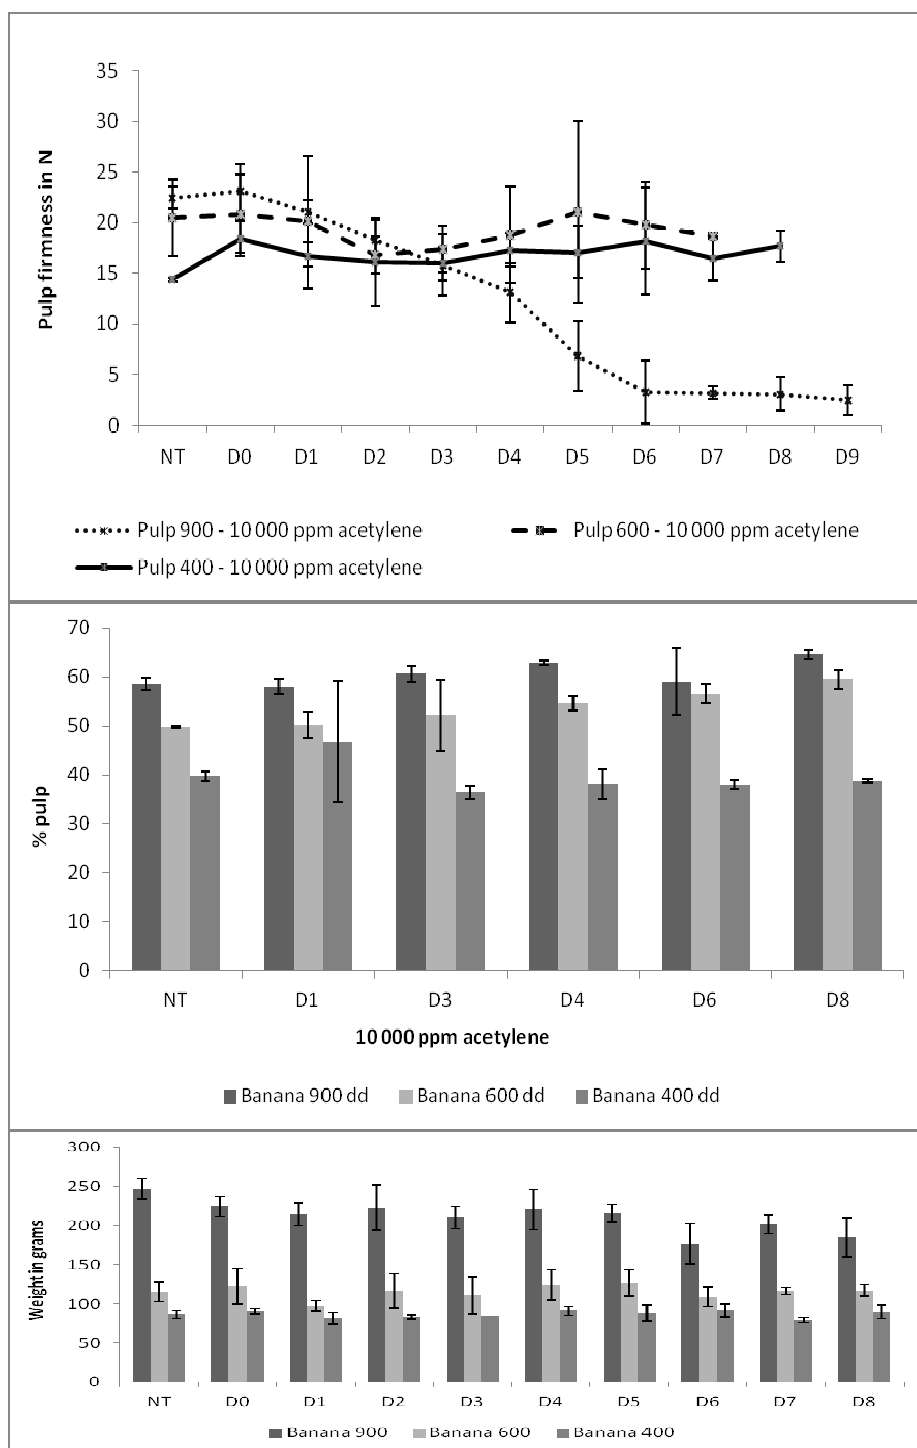 35
30
25
20
15
10
5
0
Pulp firmness in N
NT D0 D1 D2 D3 D4 D5 D6 D7 D8 D9
Pulp 900 - 10 000 ppm acetylene Pulp 600 - 10 000 ppm acetylene
Pulp 400 - 10 000 ppm acetylene
70
60
50
40
30
20
10
0
% pulp
NT D1 D3 D4 D6 D8
10 000 ppm acetylene
Banana 900 dd Banana 600 dd Banana 400 dd
300
250
200
150
100
50
0
Weight in grams
NT D0 D1 D2 D3 D4 D5 D6 D7 D8
Banana 900 Banana 600 Banana 400